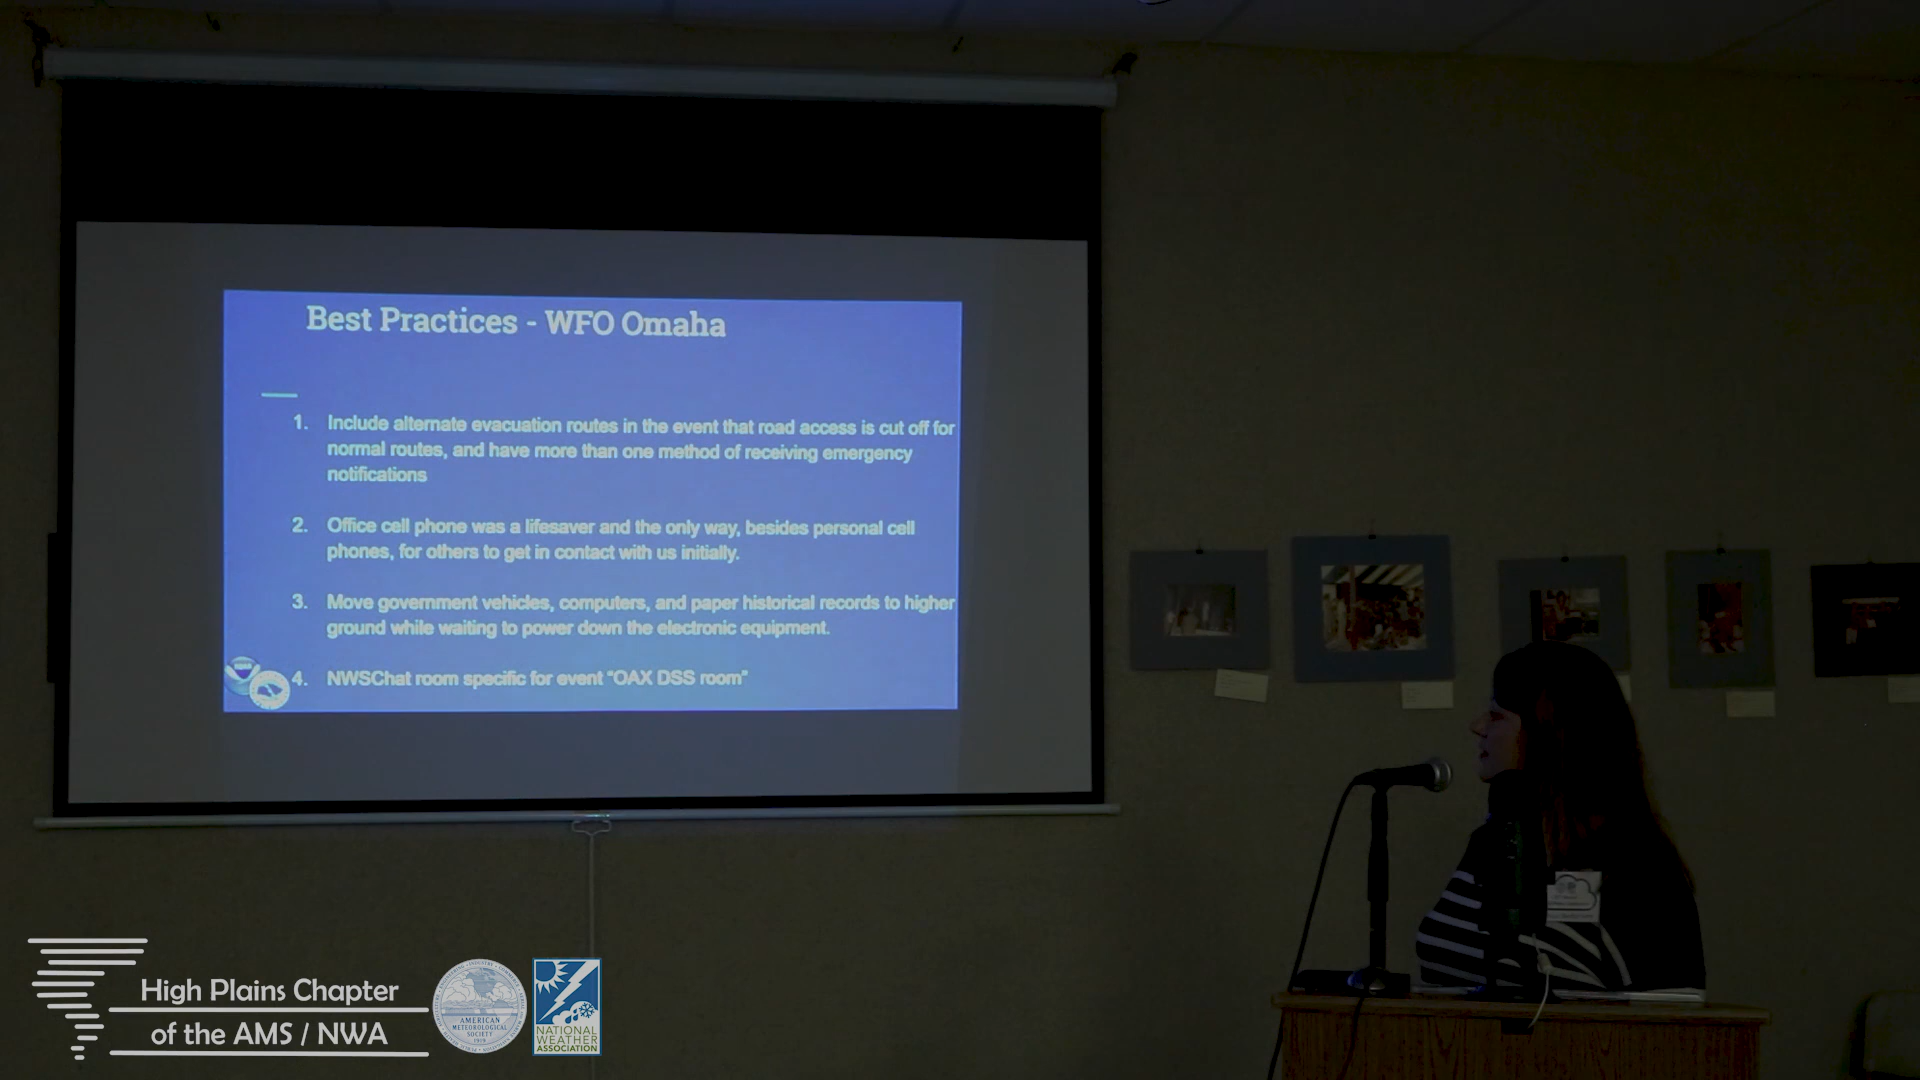 Best Practices - WFO Omaha
1. Include alternate evacuation routes in the event that road access is cut off for
normal routes, and have more than one method of receiving emergency
notifications
2. Office cell phone was a lifesaver and the only way, besides personal cell
phones, for others to get in contact with us initially.
3. Move government vehicles, computers, and paper historical records to higher
ground while waiting to power down the electronic equipment.
4. NWSChat room specific for event “OAX DSS room”
High Plains Chapter
of the AMS / NWA
AMERICAN
METEOROLOGICAL
SOCIETY
1919
NATIONAL
WEATHER
ASSOCIATION